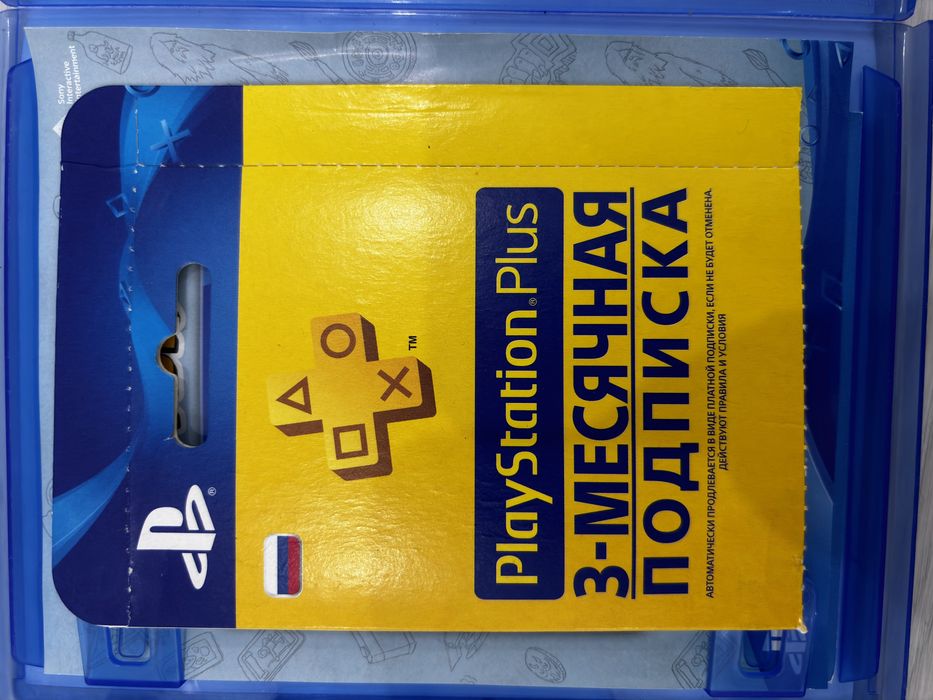 Sony
Interactive
Entertainment
PlayStation®Plus
3-МЕСЯЧНАЯ
ПОДПИСКА
АВТОМАТИЧЕСКИ ПРОДЛЕВАЕТСЯ В ВИДЕ ПЛАТНОЙ ПОДПИСКИ, ЕСЛИ НЕ БУДЕТ ОТМЕНЕНА.
ДЕЙСТВУЮТ ПРАВИЛА И УСЛОВИЯ
®
TM